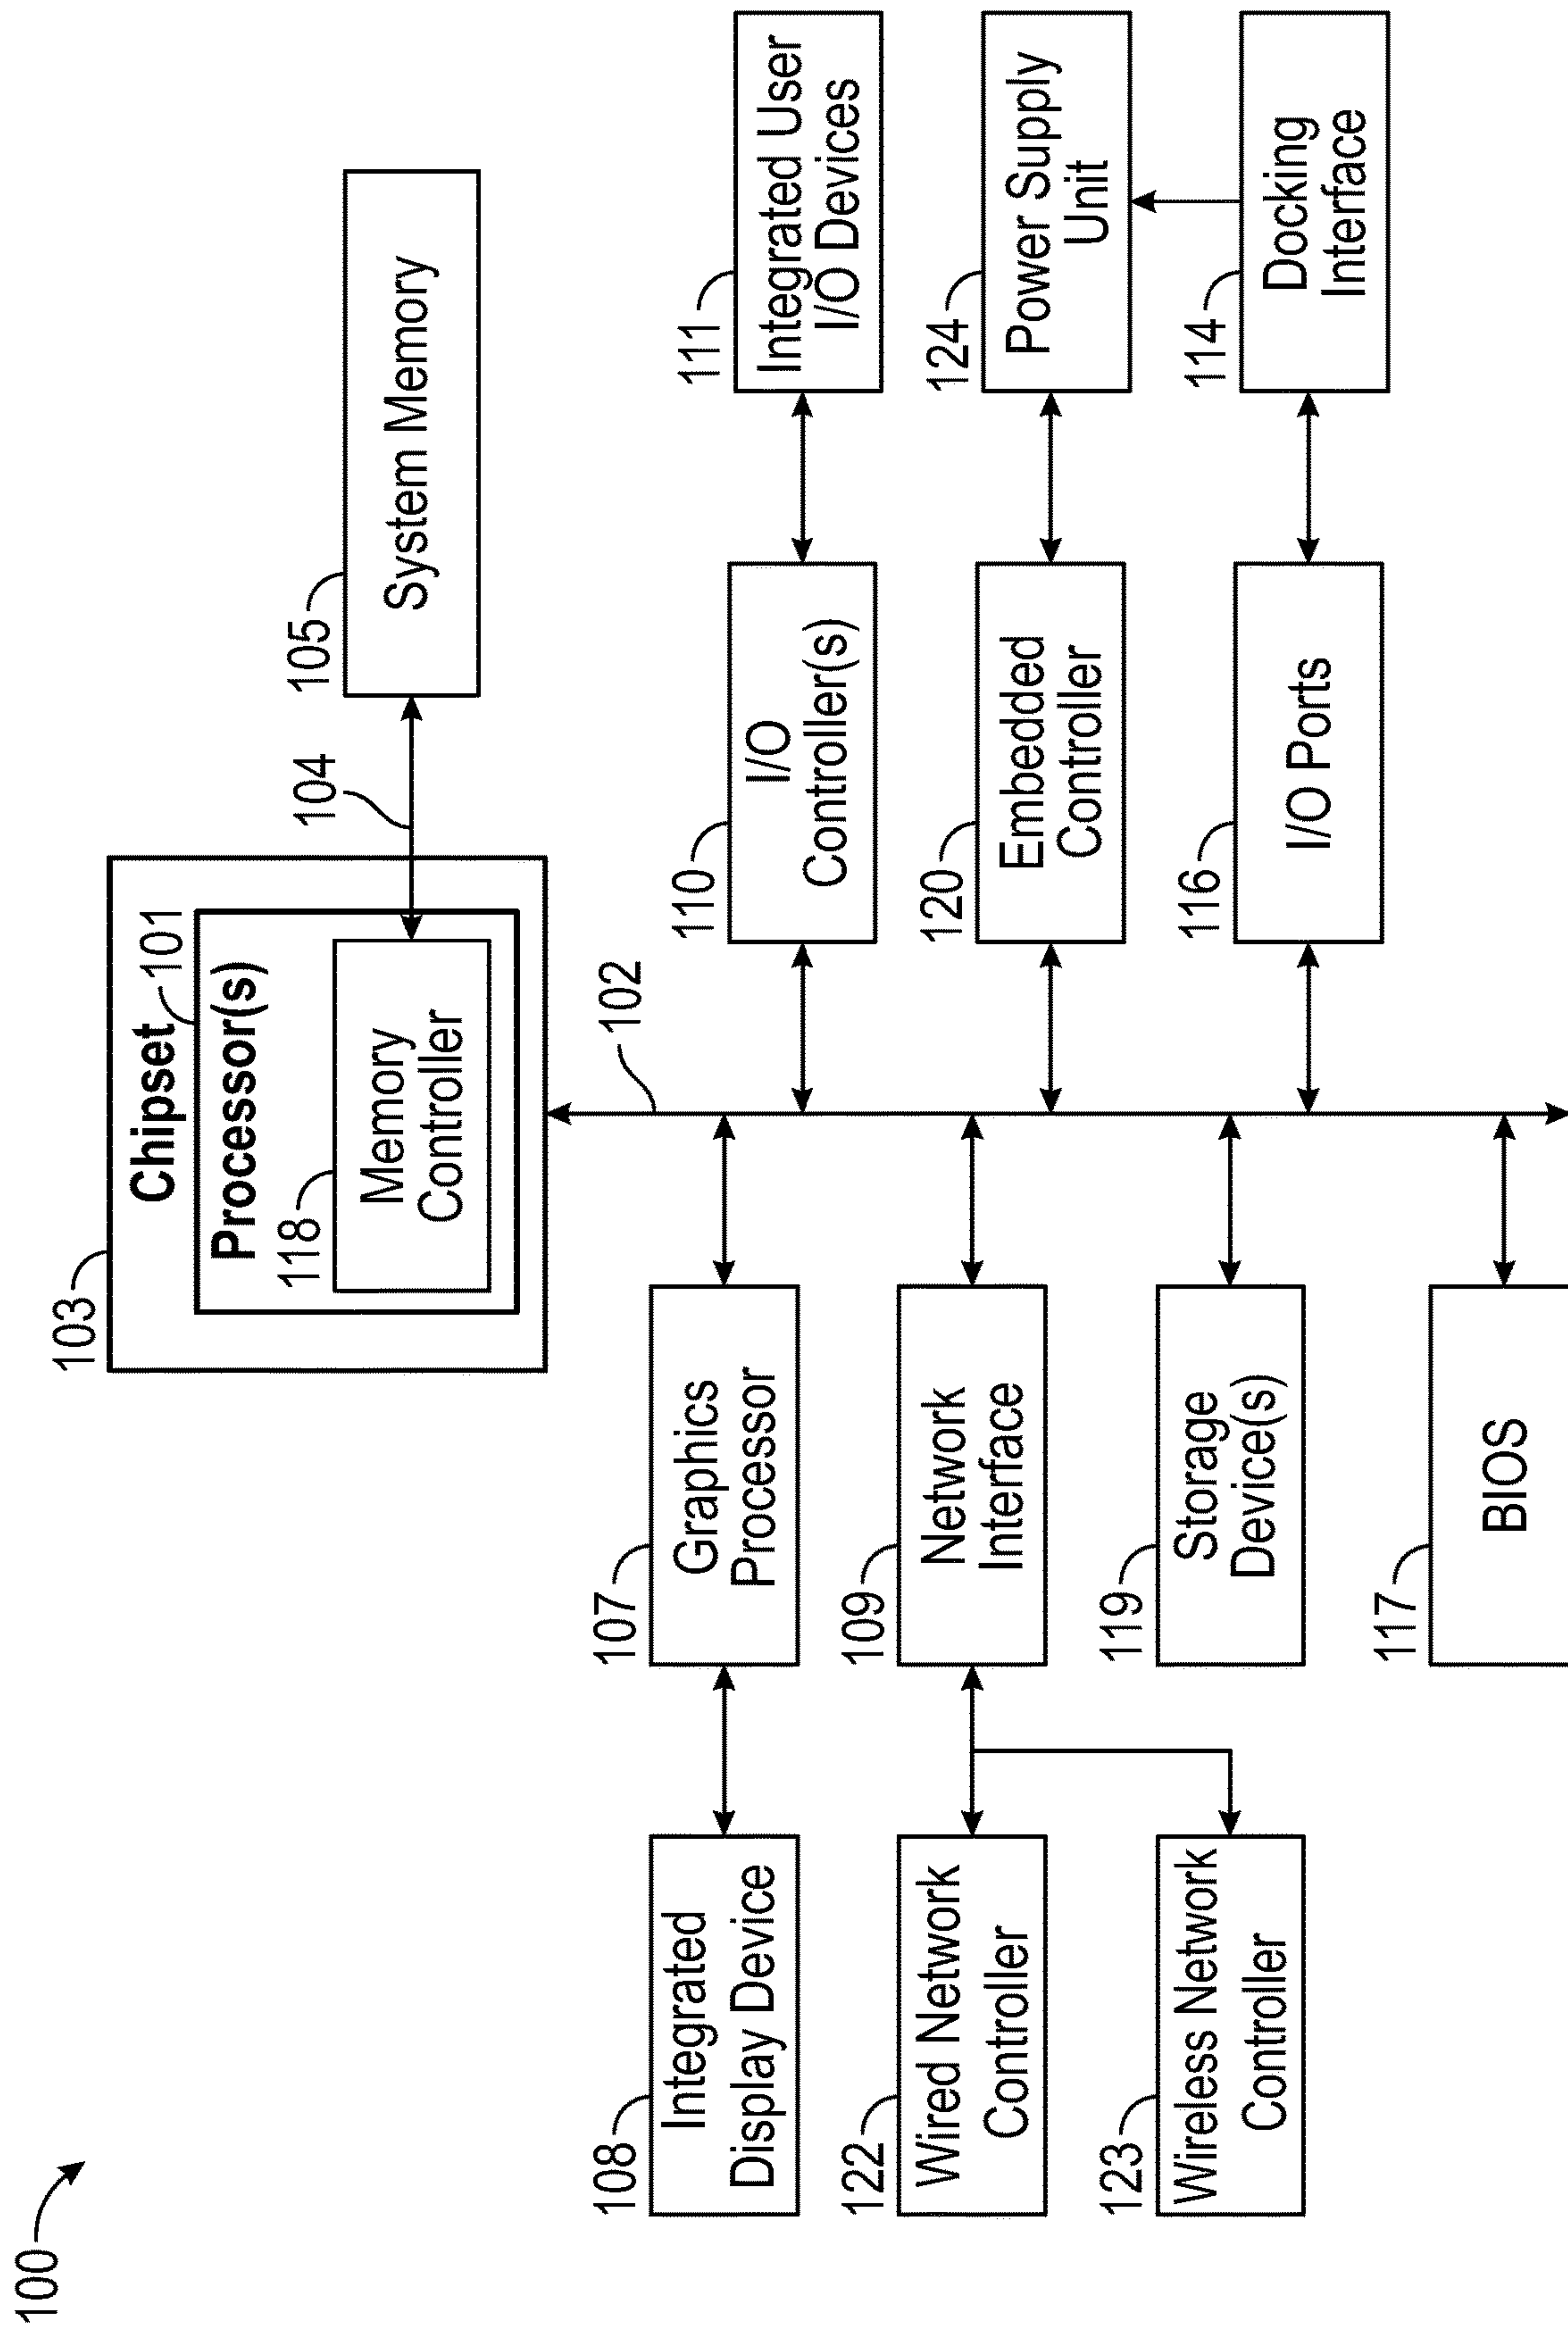 100
103
Chipset
101
Processor(s)
118
Memory
Controller
104
105
System Memory
102
108
Integrated
Display Device
107
Graphics
Processor
110
I/O
Controller(s)
111
Integrated User
I/O Devices
122
Wired Network
Controller
109
Network
Interface
120
Embedded
Controller
124
Power Supply
Unit
123
Wireless Network
Controller
119
Storage
Device(s)
116
I/O Ports
114
Docking
Interface
117
BIOS